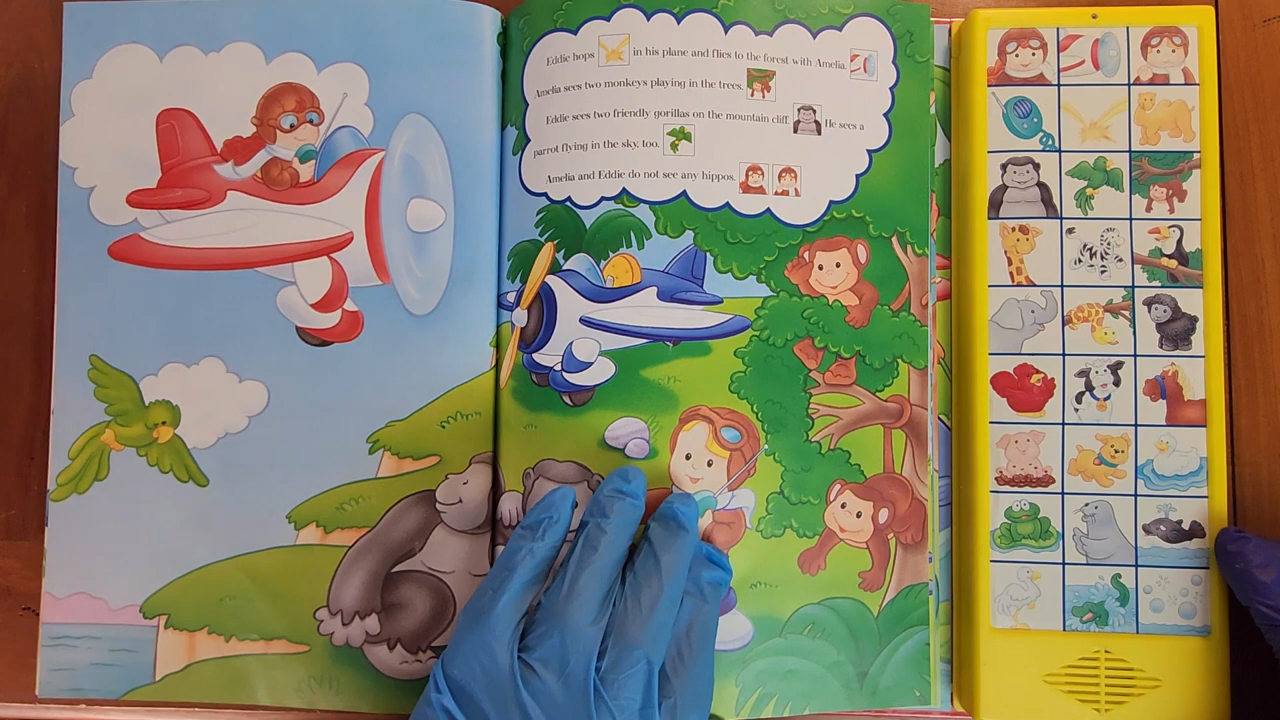 Eddie hops in his plane and flies to the forest with Amelia.
Amelia sees two monkeys playing in the trees.
Eddie sees two friendly gorillas on the mountain cliff. He sees a
parrot flying in the sky, too.
Amelia and Eddie do not see any hippos.